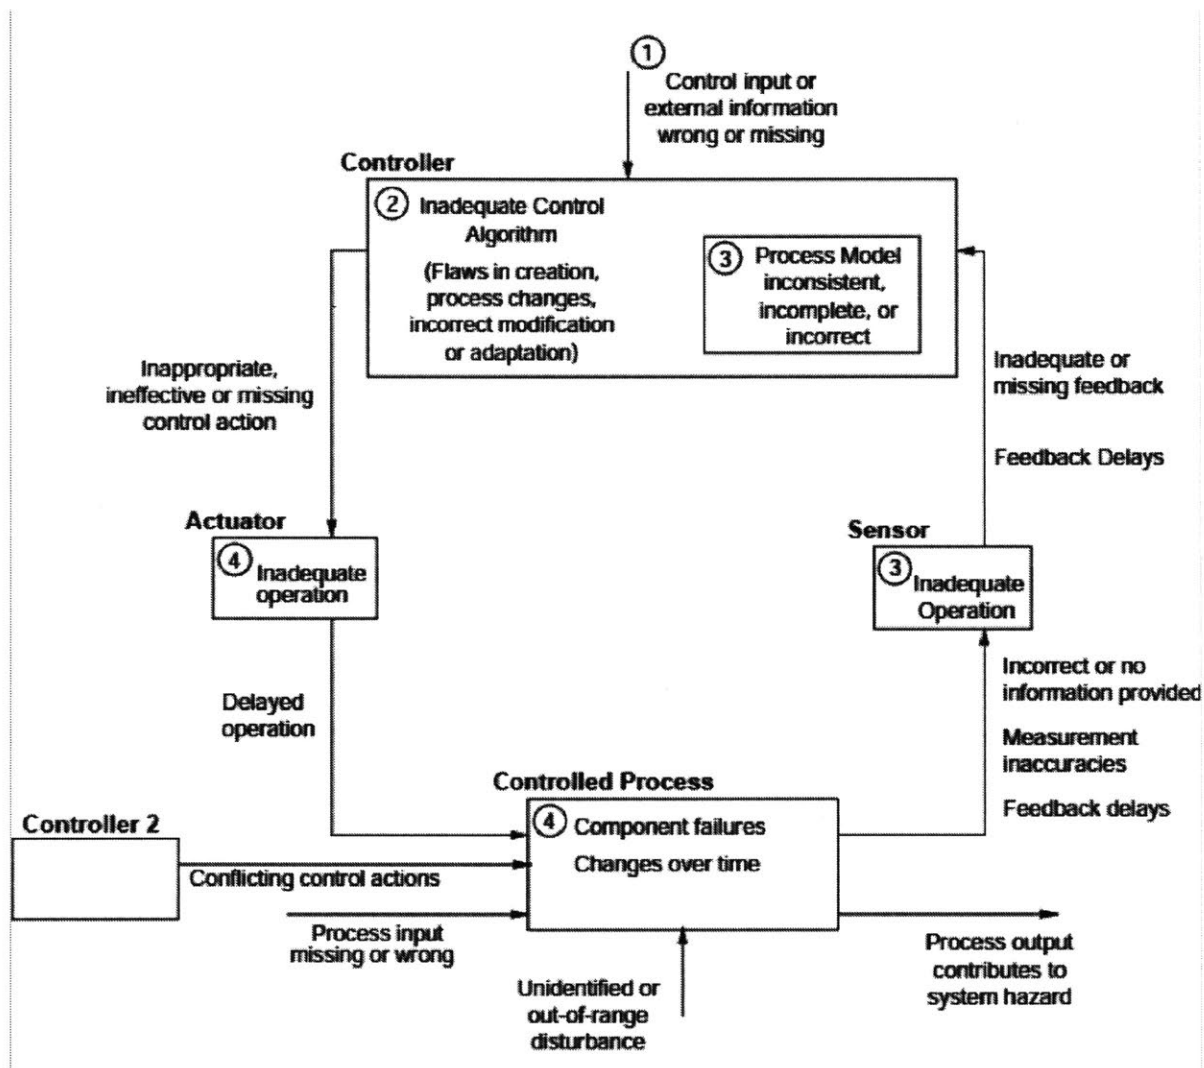 1
Control input or
external information
wrong or missing
Controller
2
Inadequate Control
Algorithm
(Flaws in creation,
process changes,
incorrect modification
or adaptation)
3
Process Model
inconsistent,
incomplete, or
incorrect
Inappropriate,
ineffective or missing
control action
Inadequate or
missing feedback
Feedback Delays
Actuator
4
Inadequate
operation
Sensor
3
Inadequate
Operation
Delayed
operation
Incorrect or no
information provided
Measurement
inaccuracies
Feedback delays
Controlled Process
4
Component failures
Changes over time
Controller 2
Conflicting control actions
Process input
missing or wrong
Unidentified or
out-of-range
disturbance
Process output
contributes to
system hazard